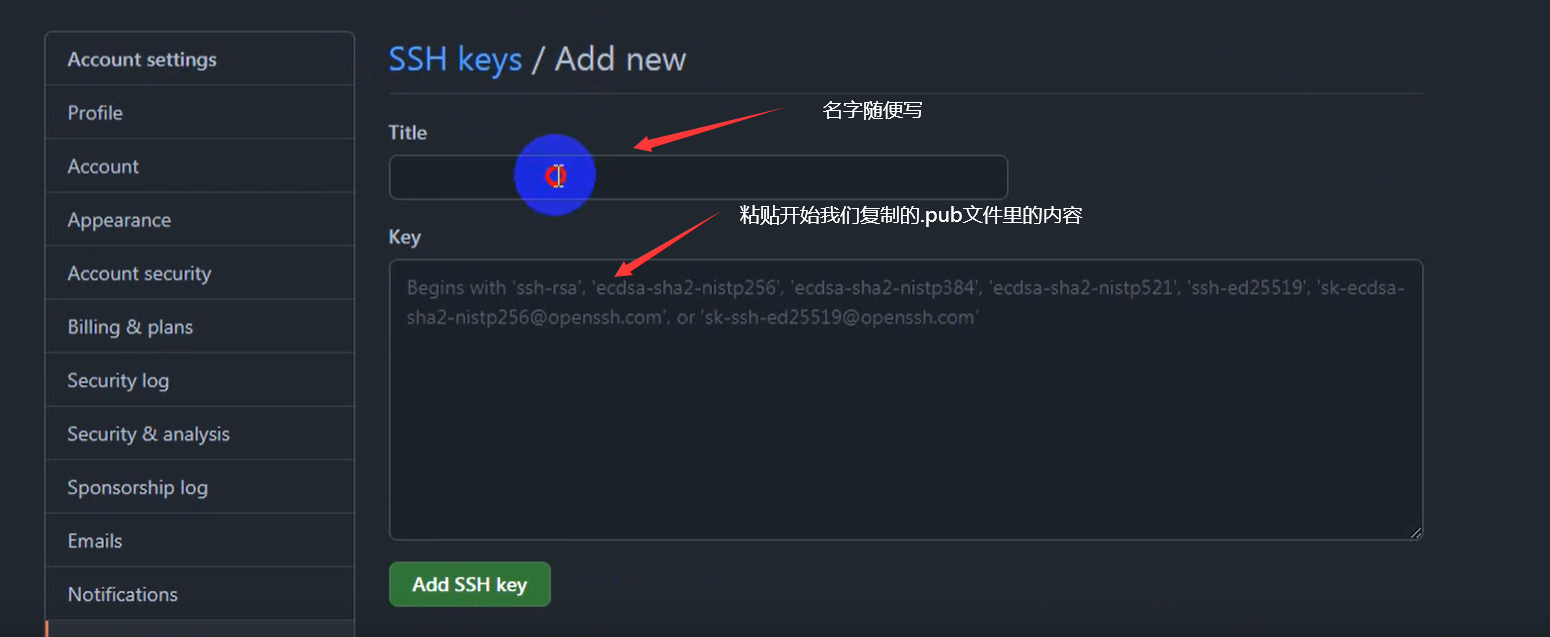 Account settings
Profile
Account
Appearance
Account security
Billing & plans
Security log
Security & analysis
Sponsorship log
Emails
Notifications
SSH keys / Add new
名字随便写
Title
粘贴开始我们复制的.pub文件里的内容
Key
Begins with 'ssh-rsa', 'ecdsa-sha2-nistp256', 'ecdsa-sha2-nistp384', 'ecdsa-sha2-nistp521', 'ssh-ed25519', 'sk-ecdsa-
sha2-nistp256@openssh.com', or 'sk-ssh-ed25519@openssh.com'
Add SSH key